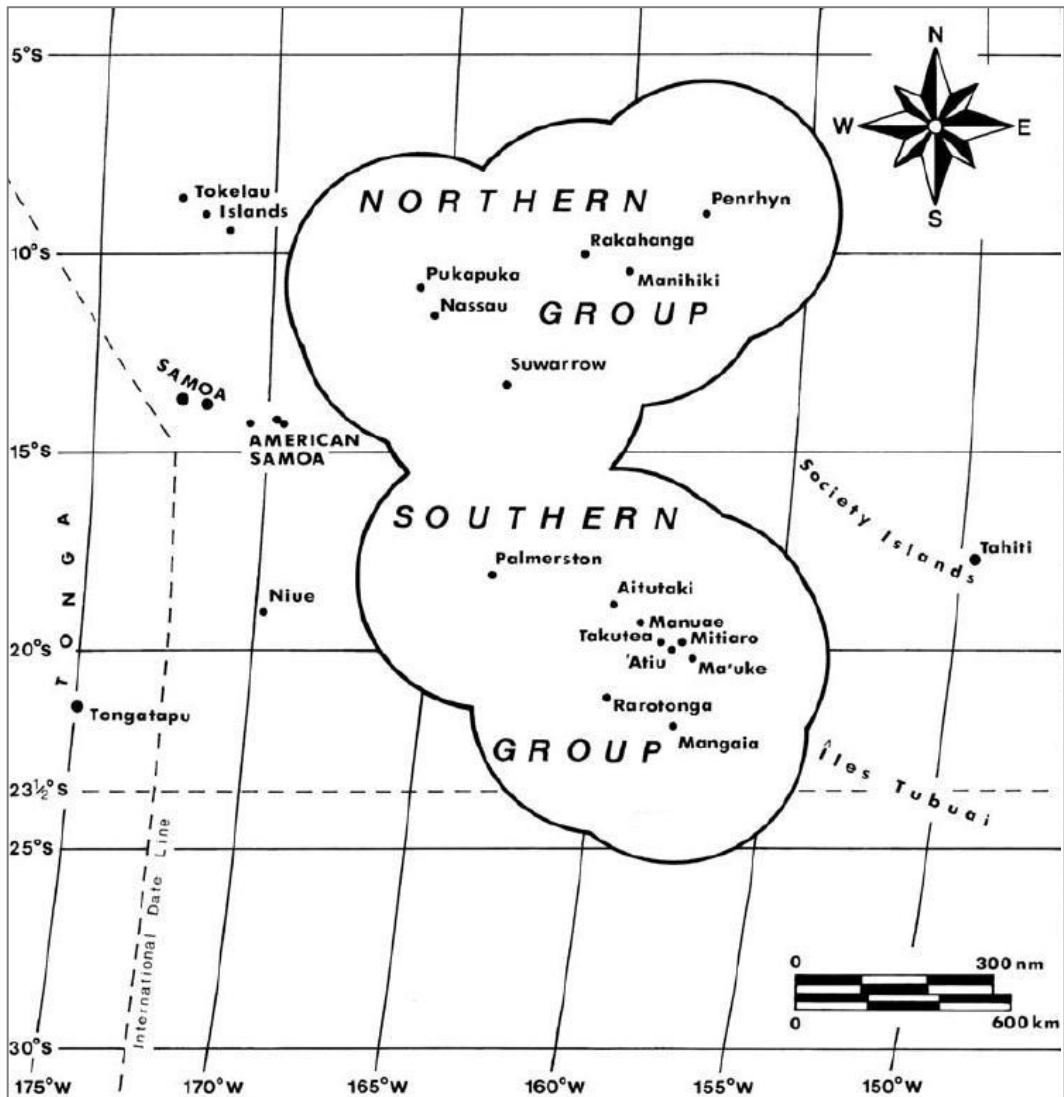 N
5°S
W
E
S
NORTHERN
Penrhyn
Tokelau
Islands
Rakahanga
10°S
Pukapuka
Manihiki
Nassau
GROUP
SAMOA
Suwarrow
AMERICAN
SAMOA
15°S
Society Islands
SOUTHERN
TONGA
Palmerston
Tahiti
Niue
Aitutaki
Manuae
Takutea
Mitiaro
20°S
'Atiu
Ma'uke
Rarotonga
Tongatapu
Mangaia
GROUP
Îles Tubuai
23½°S
25°S
International Date Line
0 300 nm
0 600 km
30°S
175°W 170°W 165°W 160°W 155°W 150°W